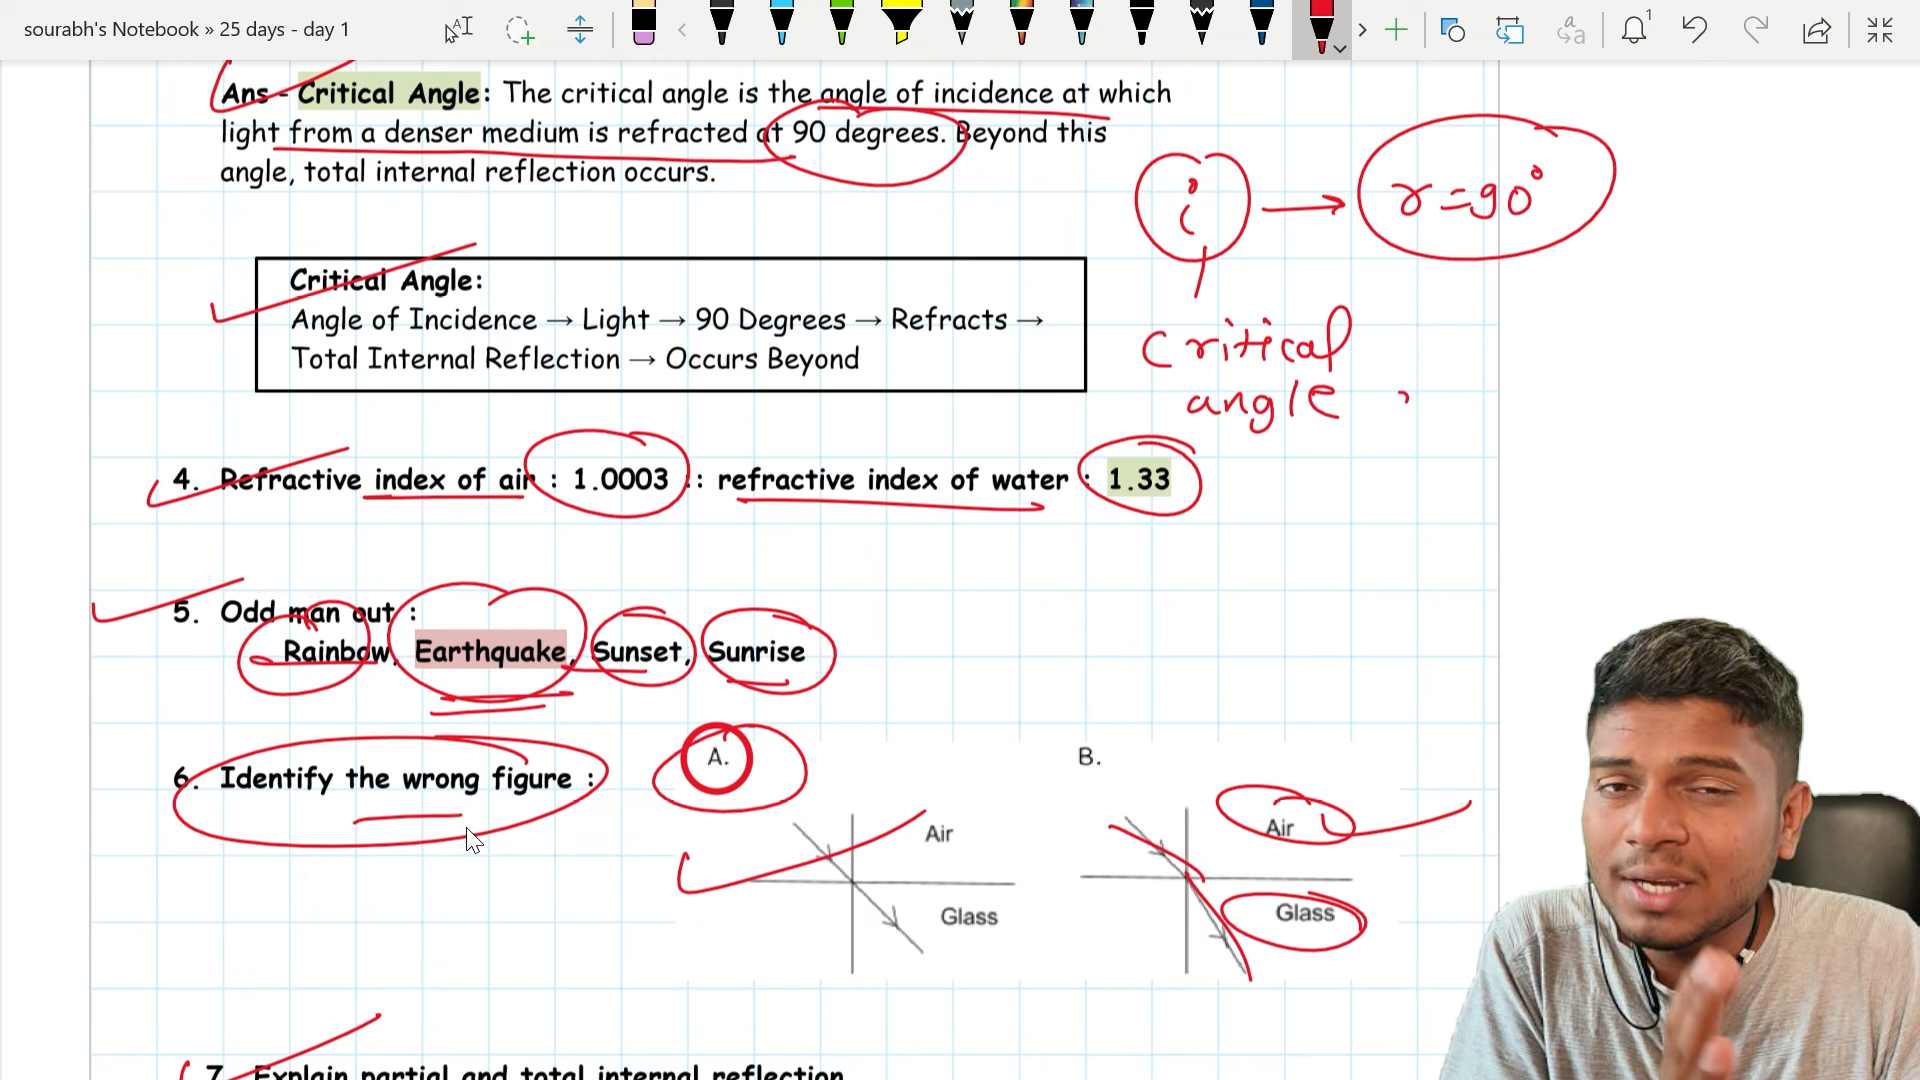 sourabh's Notebook » 25 days - day 1
1
Ans - Critical Angle: The critical angle is the angle of incidence at which
light from a denser medium is refracted at 90 degrees. Beyond this
angle, total internal reflection occurs.
i → r = 90°
Critical
angle
Critical Angle:
Angle of Incidence → Light → 90 Degrees → Refracts →
Total Internal Reflection → Occurs Beyond
4. Refractive index of air : 1.0003 :: refractive index of water : 1.33
5. Odd man out :
Rainbow, Earthquake, Sunset, Sunrise
6. Identify the wrong figure :
A.
Air
Glass
B.
Air
Glass
7. Explain partial and total internal reflection